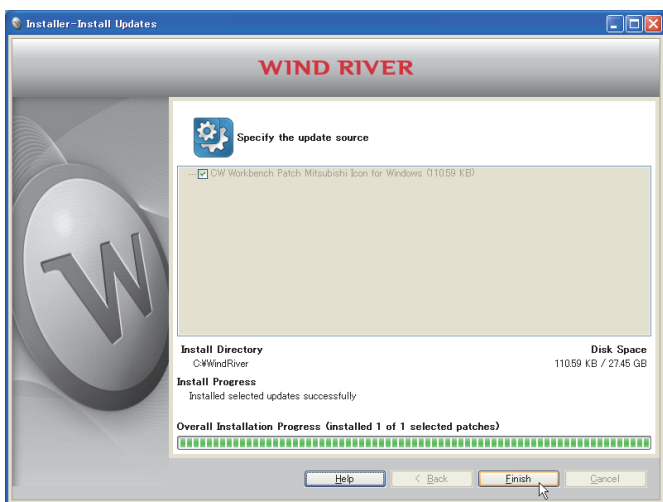 Installer-Install Updates
WIND RIVER
Specify the update source
CW Workbench Patch Mitsubishi Icon for Windows (110.59 KB)
Install Directory
Disk Space
C:¥WindRiver
110.59 KB / 27.45 GB
Install Progress
Installed selected updates successfully
Overall Installation Progress (installed 1 of 1 selected patches)
Help
< Back
Finish
Cancel